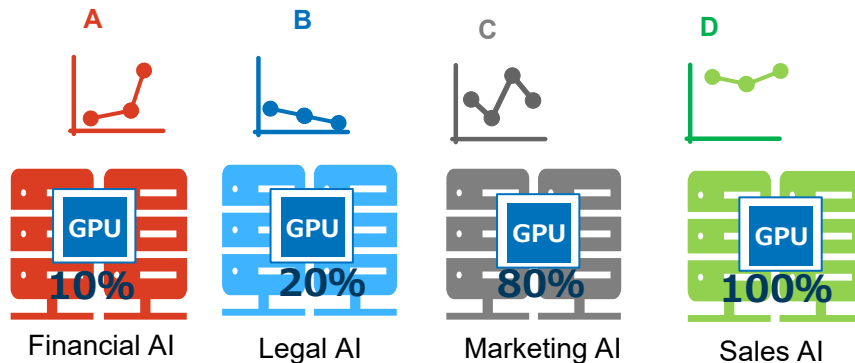 A
B
C
D
GPU
GPU
GPU
GPU
10%
20%
80%
100%
Financial AI
Legal AI
Marketing AI
Sales AI